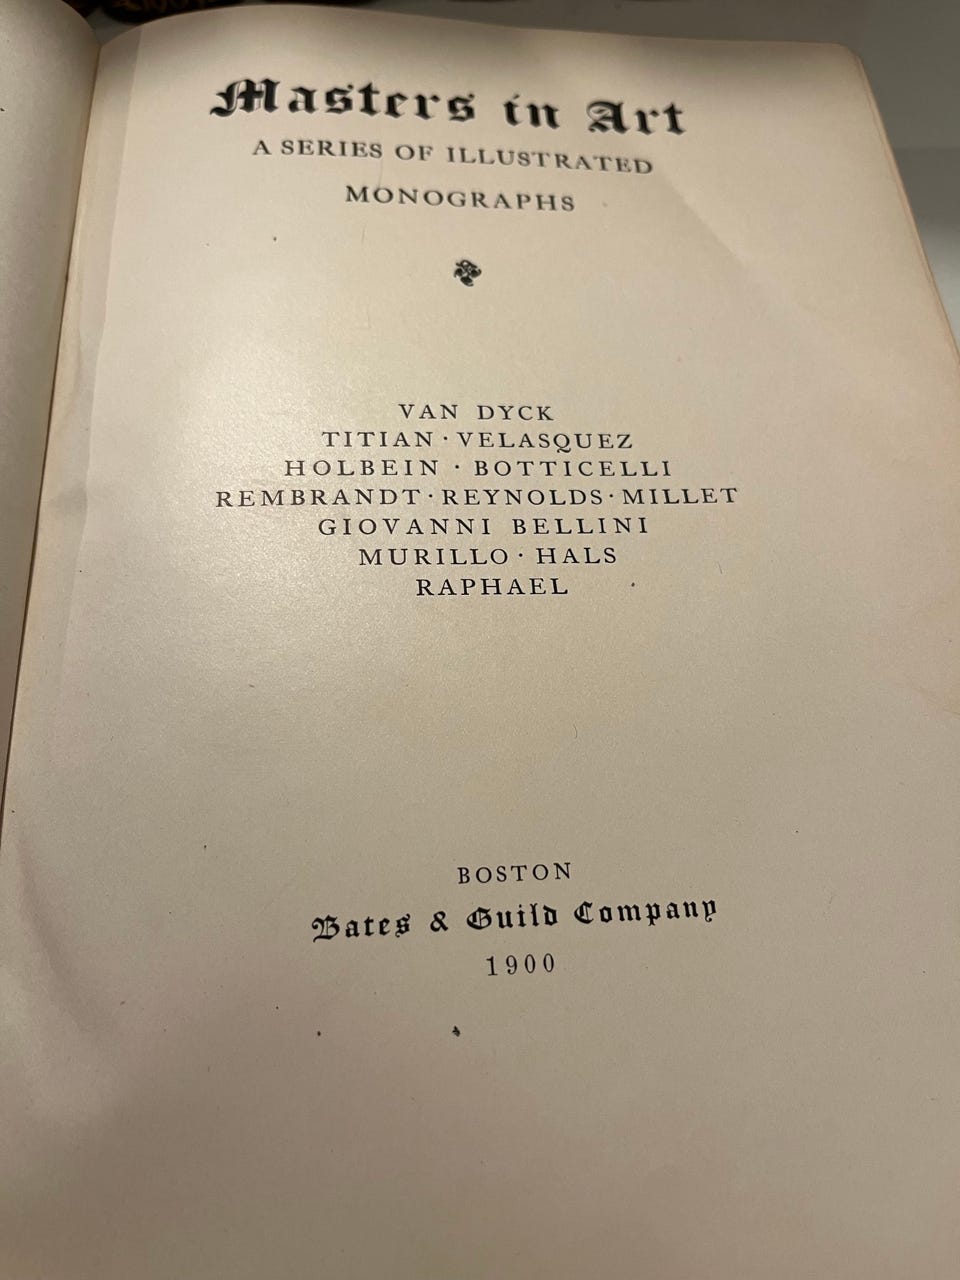 Masters in Art
A SERIES OF ILLUSTRATED
MONOGRAPHS
VAN DYCK
TITIAN · VELASQUEZ
HOLBEIN · BOTTICELLI
REMBRANDT · REYNOLDS · MILLET
GIOVANNI BELLINI
MURILLO · HALS
RAPHAEL
BOSTON
Bates & Guild Company
1900